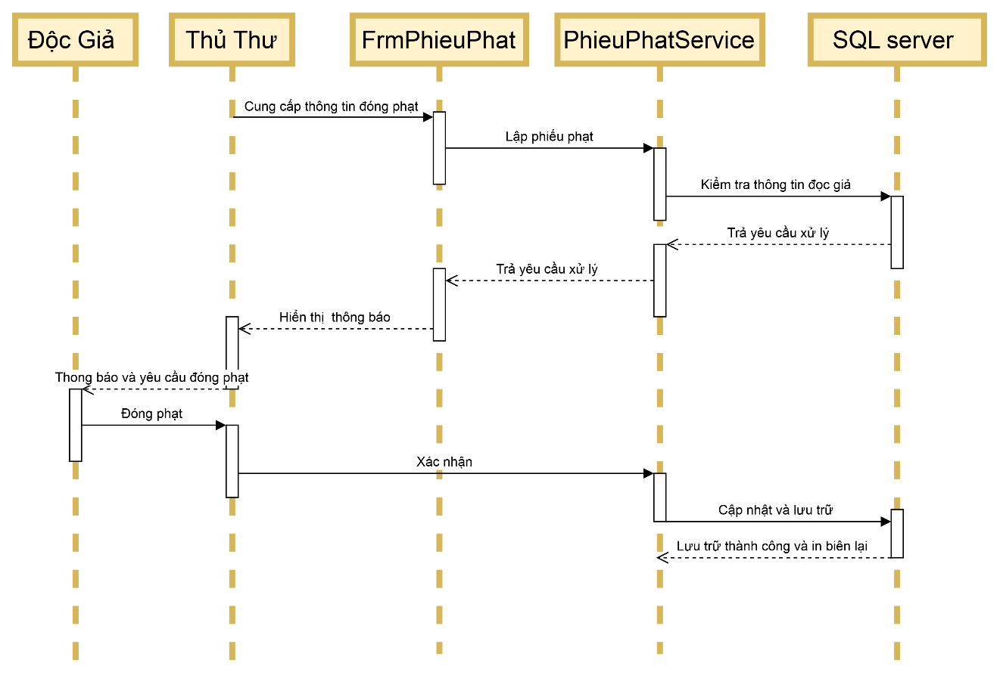 Độc Giả
Thủ Thư
FrmPhieuPhat
PhieuPhatService
SQL server
Cung cấp thông tin đóng phạt
Lập phiếu phạt
Kiểm tra thông tin đọc giả
Trả yêu cầu xử lý
Trả yêu cầu xử lý
Hiển thị thông báo
Thong báo và yêu cầu đóng phạt
Đóng phạt
Xác nhận
Cập nhật và lưu trữ
Lưu trữ thành công và in biên lại